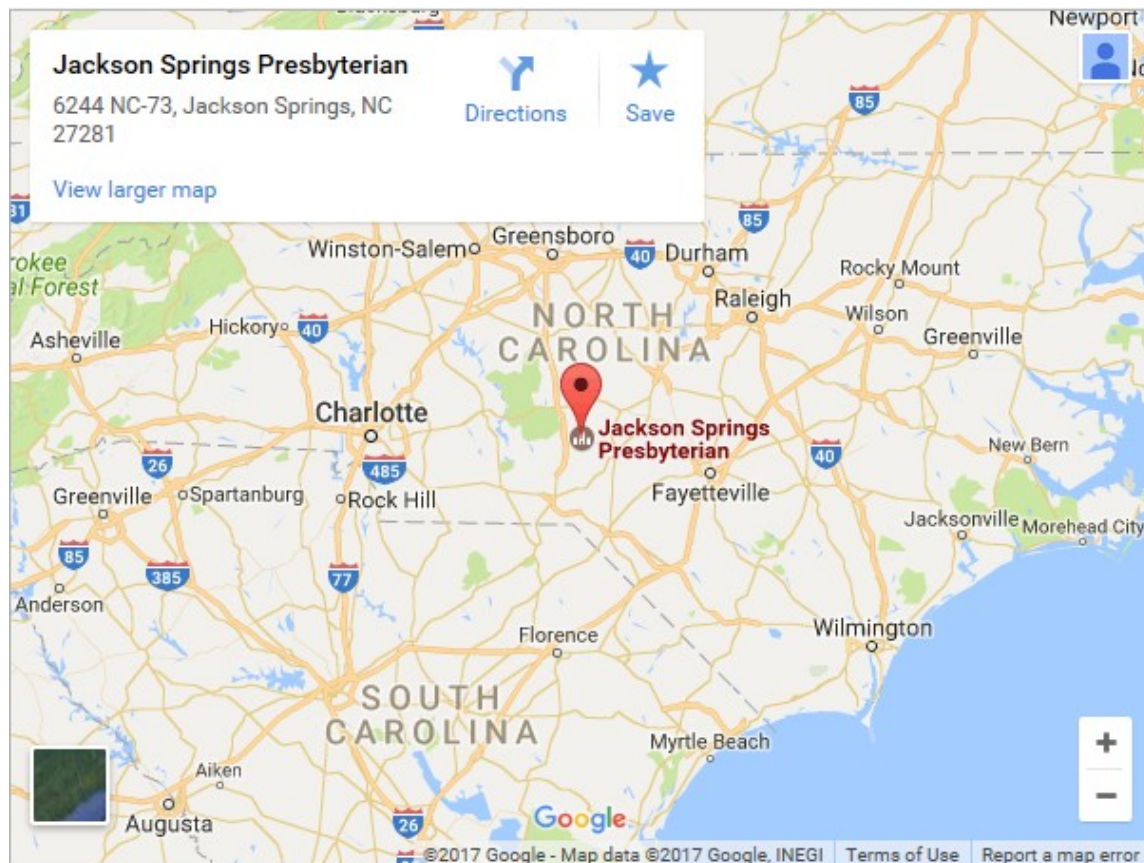 Newport
Jackson Springs Presbyterian
6244 NC-73, Jackson Springs, NC
27281
Directions
Save
View larger map
85
81
85
Winston-Salem
Greensboro
40
Durham
Rocky Mount
rokee
al Forest
Raleigh
NORTH
CAROLINA
Wilson
Greenville
Asheville
Hickory
40
Charlotte
Jackson Springs
Presbyterian
485
26
40
New Bern
Greenville
Spartanburg
Rock Hill
Fayetteville
Jacksonville
Morehead City
85
385
77
Anderson
Florence
Wilmington
SOUTH
CAROLINA
Myrtle Beach
+
−
Aiken
Augusta
26
Google
©2017 Google - Map data ©2017 Google, INEGI
Terms of Use
Report a map error